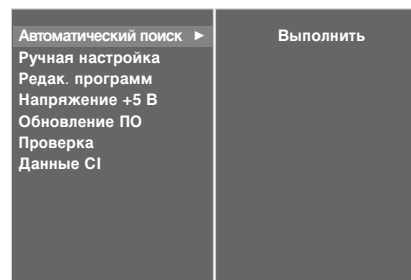 Автоматический поиск ►
Выполнить
Ручная настройка
Редак. программ
Напряжение +5 В
Обновление ПО
Проверка
Данные CI